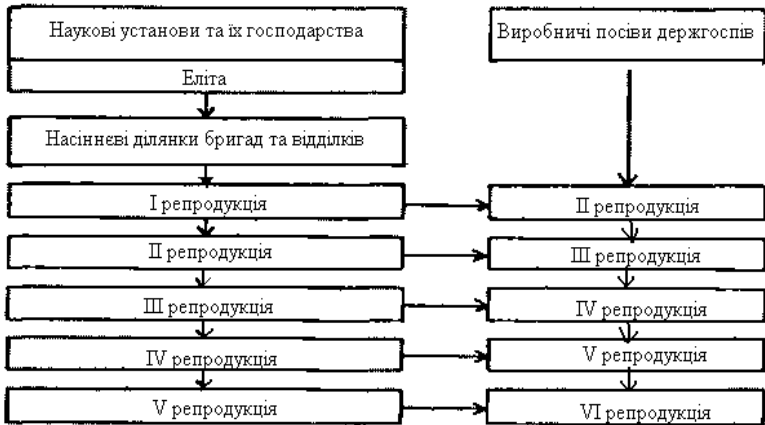 Наукові установи та їх господарства
Виробничі посіви держгоспів
Еліта
Насіннєві ділянки бригад та відділків
І репродукція
ІІ репродукція
ІІ репродукція
ІІІ репродукція
ІІІ репродукція
IV репродукція
IV репродукція
V репродукція
V репродукція
VI репродукція